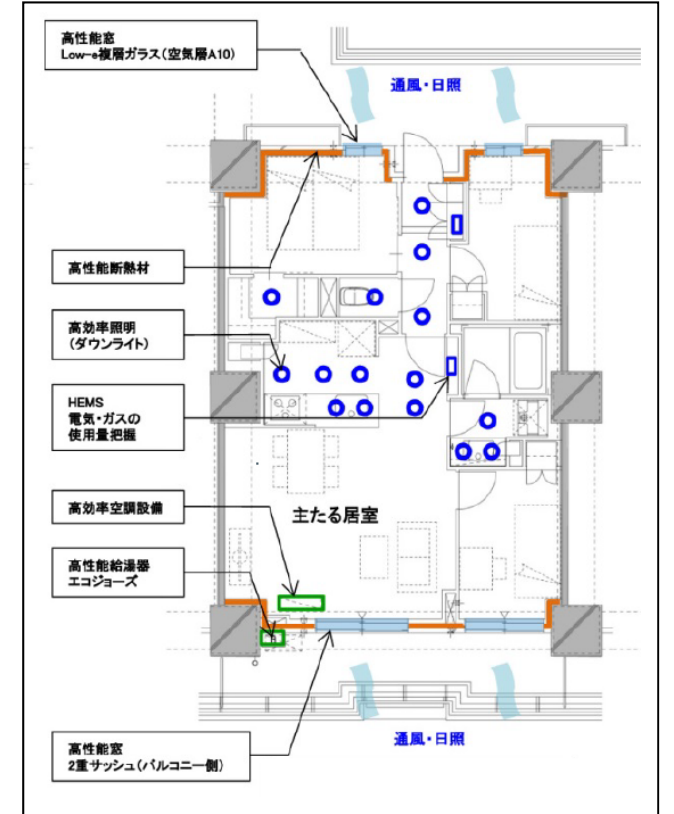 高性能窓
Low-e複層ガラス(空気層A10)
通風・日照
高性能断熱材
高効率照明
(ダウンライト)
HEMS
電気・ガスの
使用量把握
高効率空調設備
主たる居室
高性能給湯器
エコジョーズ
高性能窓
2重サッシュ(バルコニー側)
通風・日照